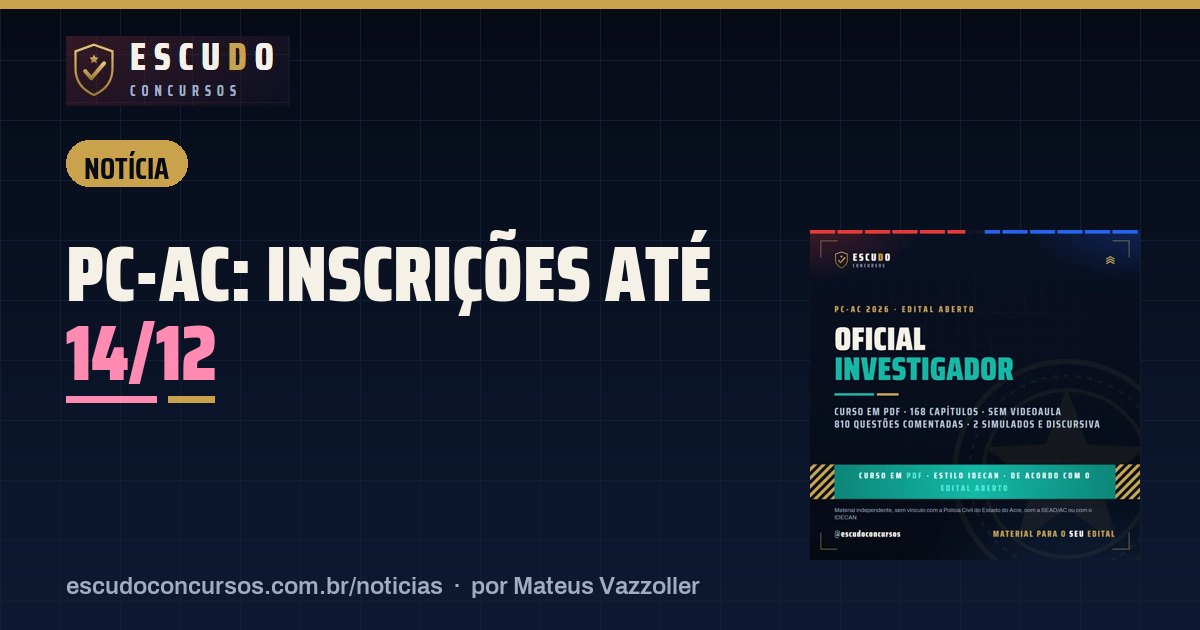 ESCUDO
CONCURSOS
NOTÍCIA
PC-AC: INSCRIÇÕES ATÉ
14/12
ESCUDO
CONCURSOS
PC-AC 2026 · EDITAL ABERTO
OFICIAL
INVESTIGADOR
CURSO EM PDF · 168 CAPÍTULOS · SEM VIDEOAULA
810 QUESTÕES COMENTADAS · 2 SIMULADOS E DISCURSIVA
CURSO EM PDF · ESTILO IDECAN · DE ACORDO COM O
EDITAL ABERTO
Material independente, sem vínculo com a Polícia Civil do Estado do Acre, com a SEAD/AC ou com o
IDECAN.
@escudoconcursos
MATERIAL PARA O SEU EDITAL
escudoconcursos.com.br/noticias · por Mateus Vazzoller